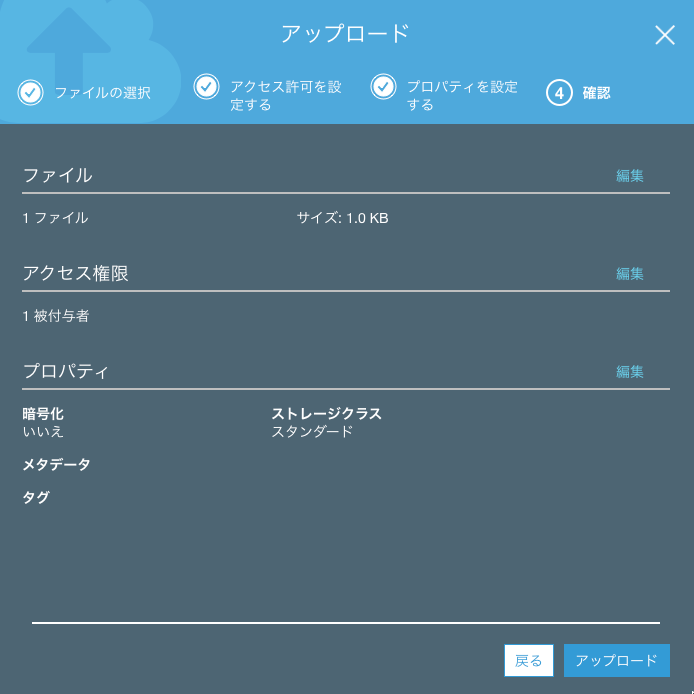 アップロード
ファイルの選択
アクセス許可を設
定する
プロパティを設定
する
4 確認
ファイル 編集
1 ファイル サイズ: 1.0 KB
アクセス権限 編集
1 被付与者
プロパティ 編集
暗号化 ストレージクラス
いいえ スタンダード
メタデータ
タグ
戻る アップロード